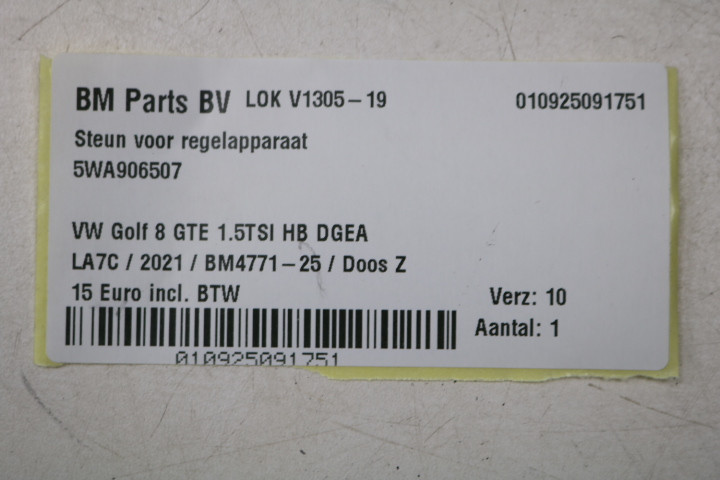 BM Parts BV LOK V1305-19 010925091751
Steun voor regelapparaat
5WA906507
VW Golf 8 GTE 1.5TSI HB DGEA
LA7C / 2021 / BM4771-25 / Doos Z
15 Euro incl. BTW Verz: 10
Aantal: 1
010925091751